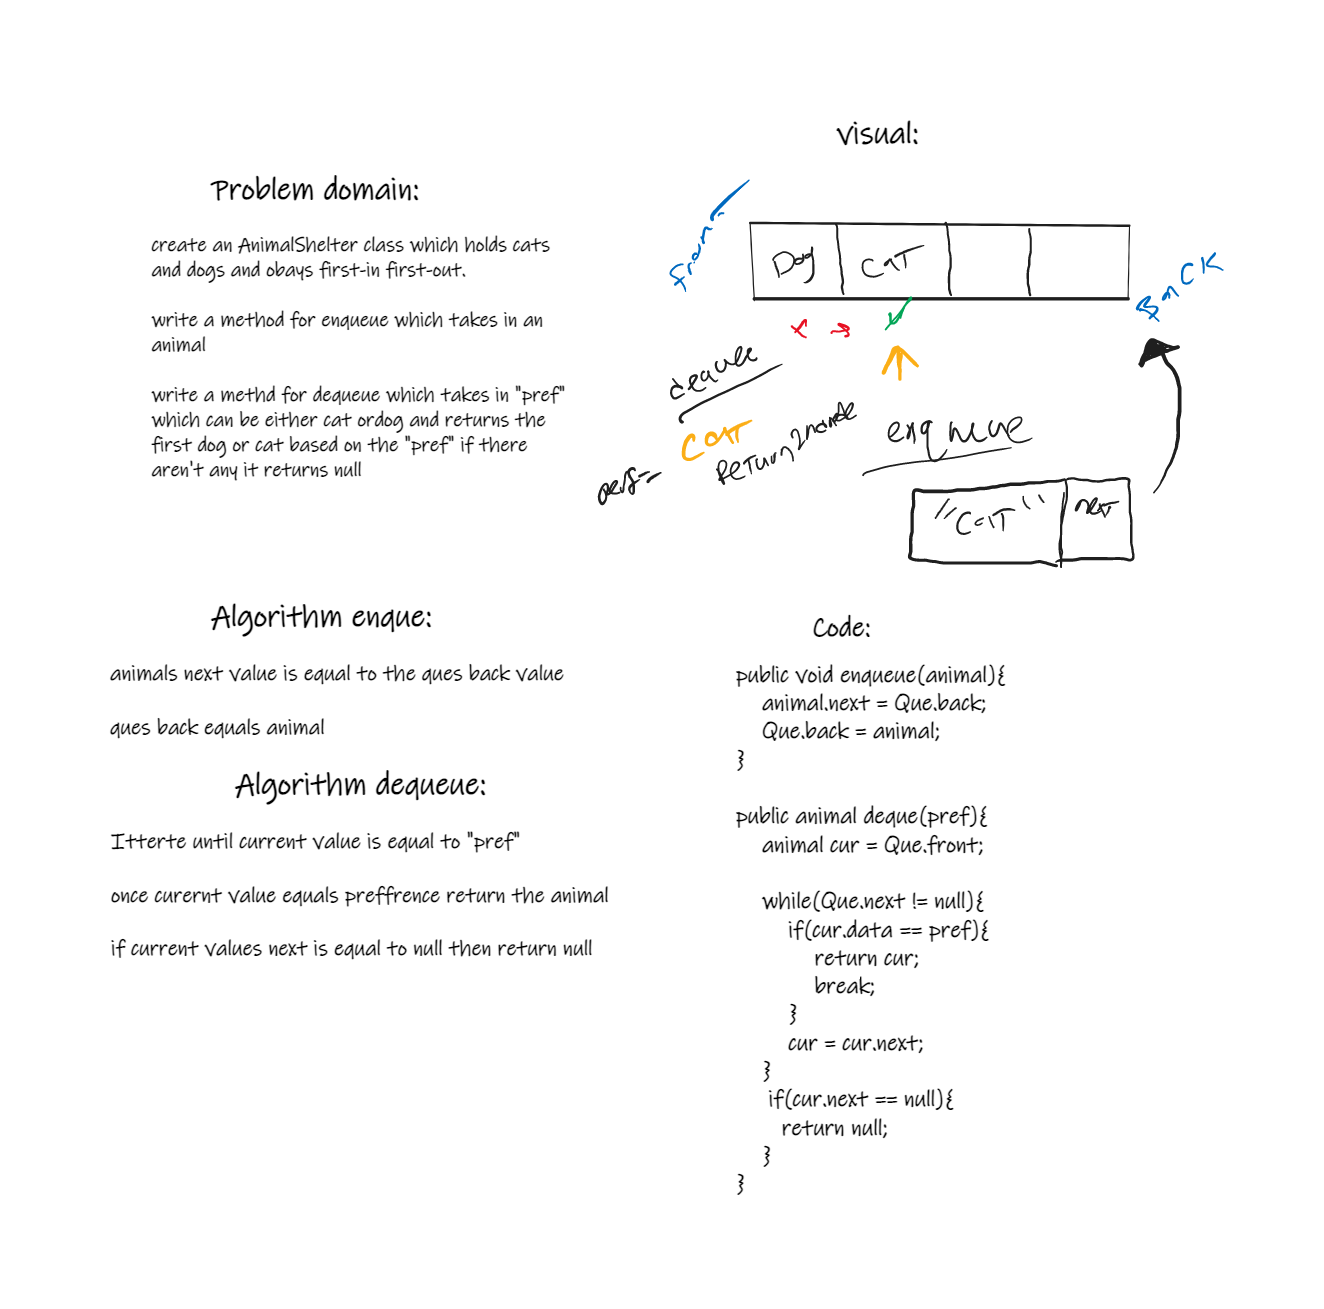 Visual:
Problem domain:
create an AnimalShelter class which holds cats
and dogs and obays first-in first-out.
write a method for enqueue which takes in an
animal
write a methd for dequeue which takes in "pref"
which can be either cat ordog and returns the
first dog or cat based on the "pref" if there
aren't any it returns null
Front
Dog
CaT
BaCK
x
CaT
enqueue
"CaT"
next
Algorithm enque:
animals next value is equal to the ques back value
ques back equals animal
Algorithm dequeue:
Itterte until current value is equal to "pref"
once curernt value equals preffrence return the animal
if current values next is equal to null then return null
Code:
public void enqueue(animal){
animal.next = Que.back;
Que.back = animal;
}
public animal deque(pref){
animal cur = Que.front;
while(Que.next != null){
if(cur.data == pref){
return cur;
break;
}
cur = cur.next;
}
if(cur.next == null){
return null;
}
}